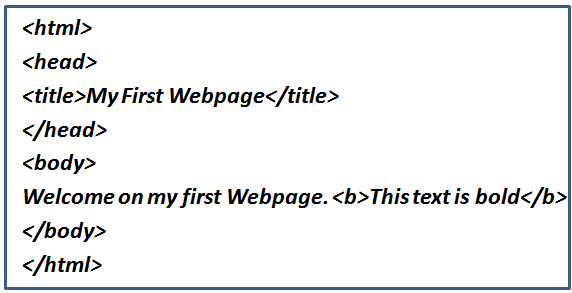 <html>
<head>
<title>My First Webpage</title>
</head>
<body>
Welcome on my first Webpage. <b>This text is bold</b>
</body>
</html>